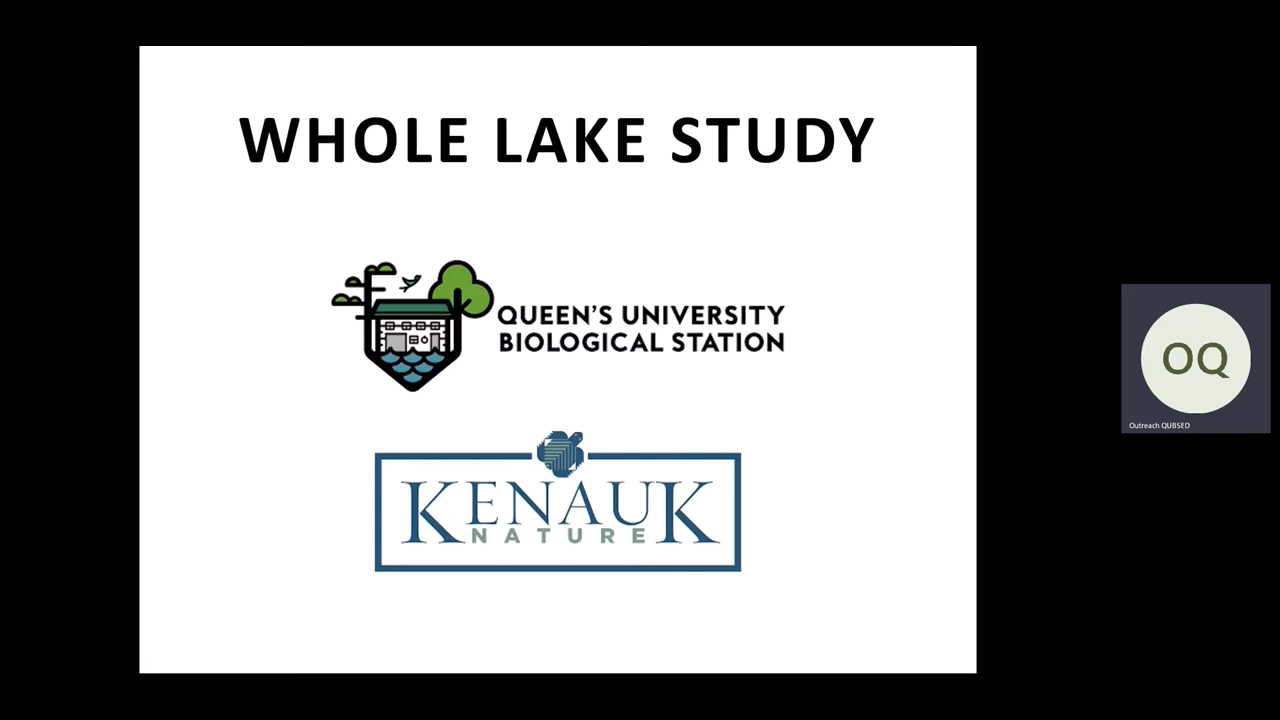 WHOLE LAKE STUDY
QUEEN'S UNIVERSITY
BIOLOGICAL STATION
KENAUK
NATURE
OQ
Outreach QUBSED